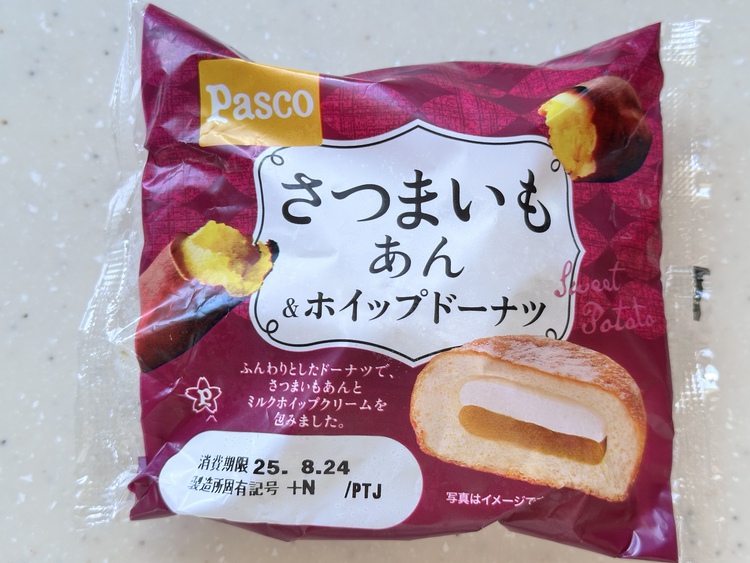 Pasco
さつまいも
あん
&ホイップドーナツ
Sweet
Potato
ふんわりとしたドーナツで、
さつまいもあんと
ミルクホイップクリームを
包みました。
P
消費期限 25. 8.24
製造所固有記号 +N /PTJ
写真はイメージで